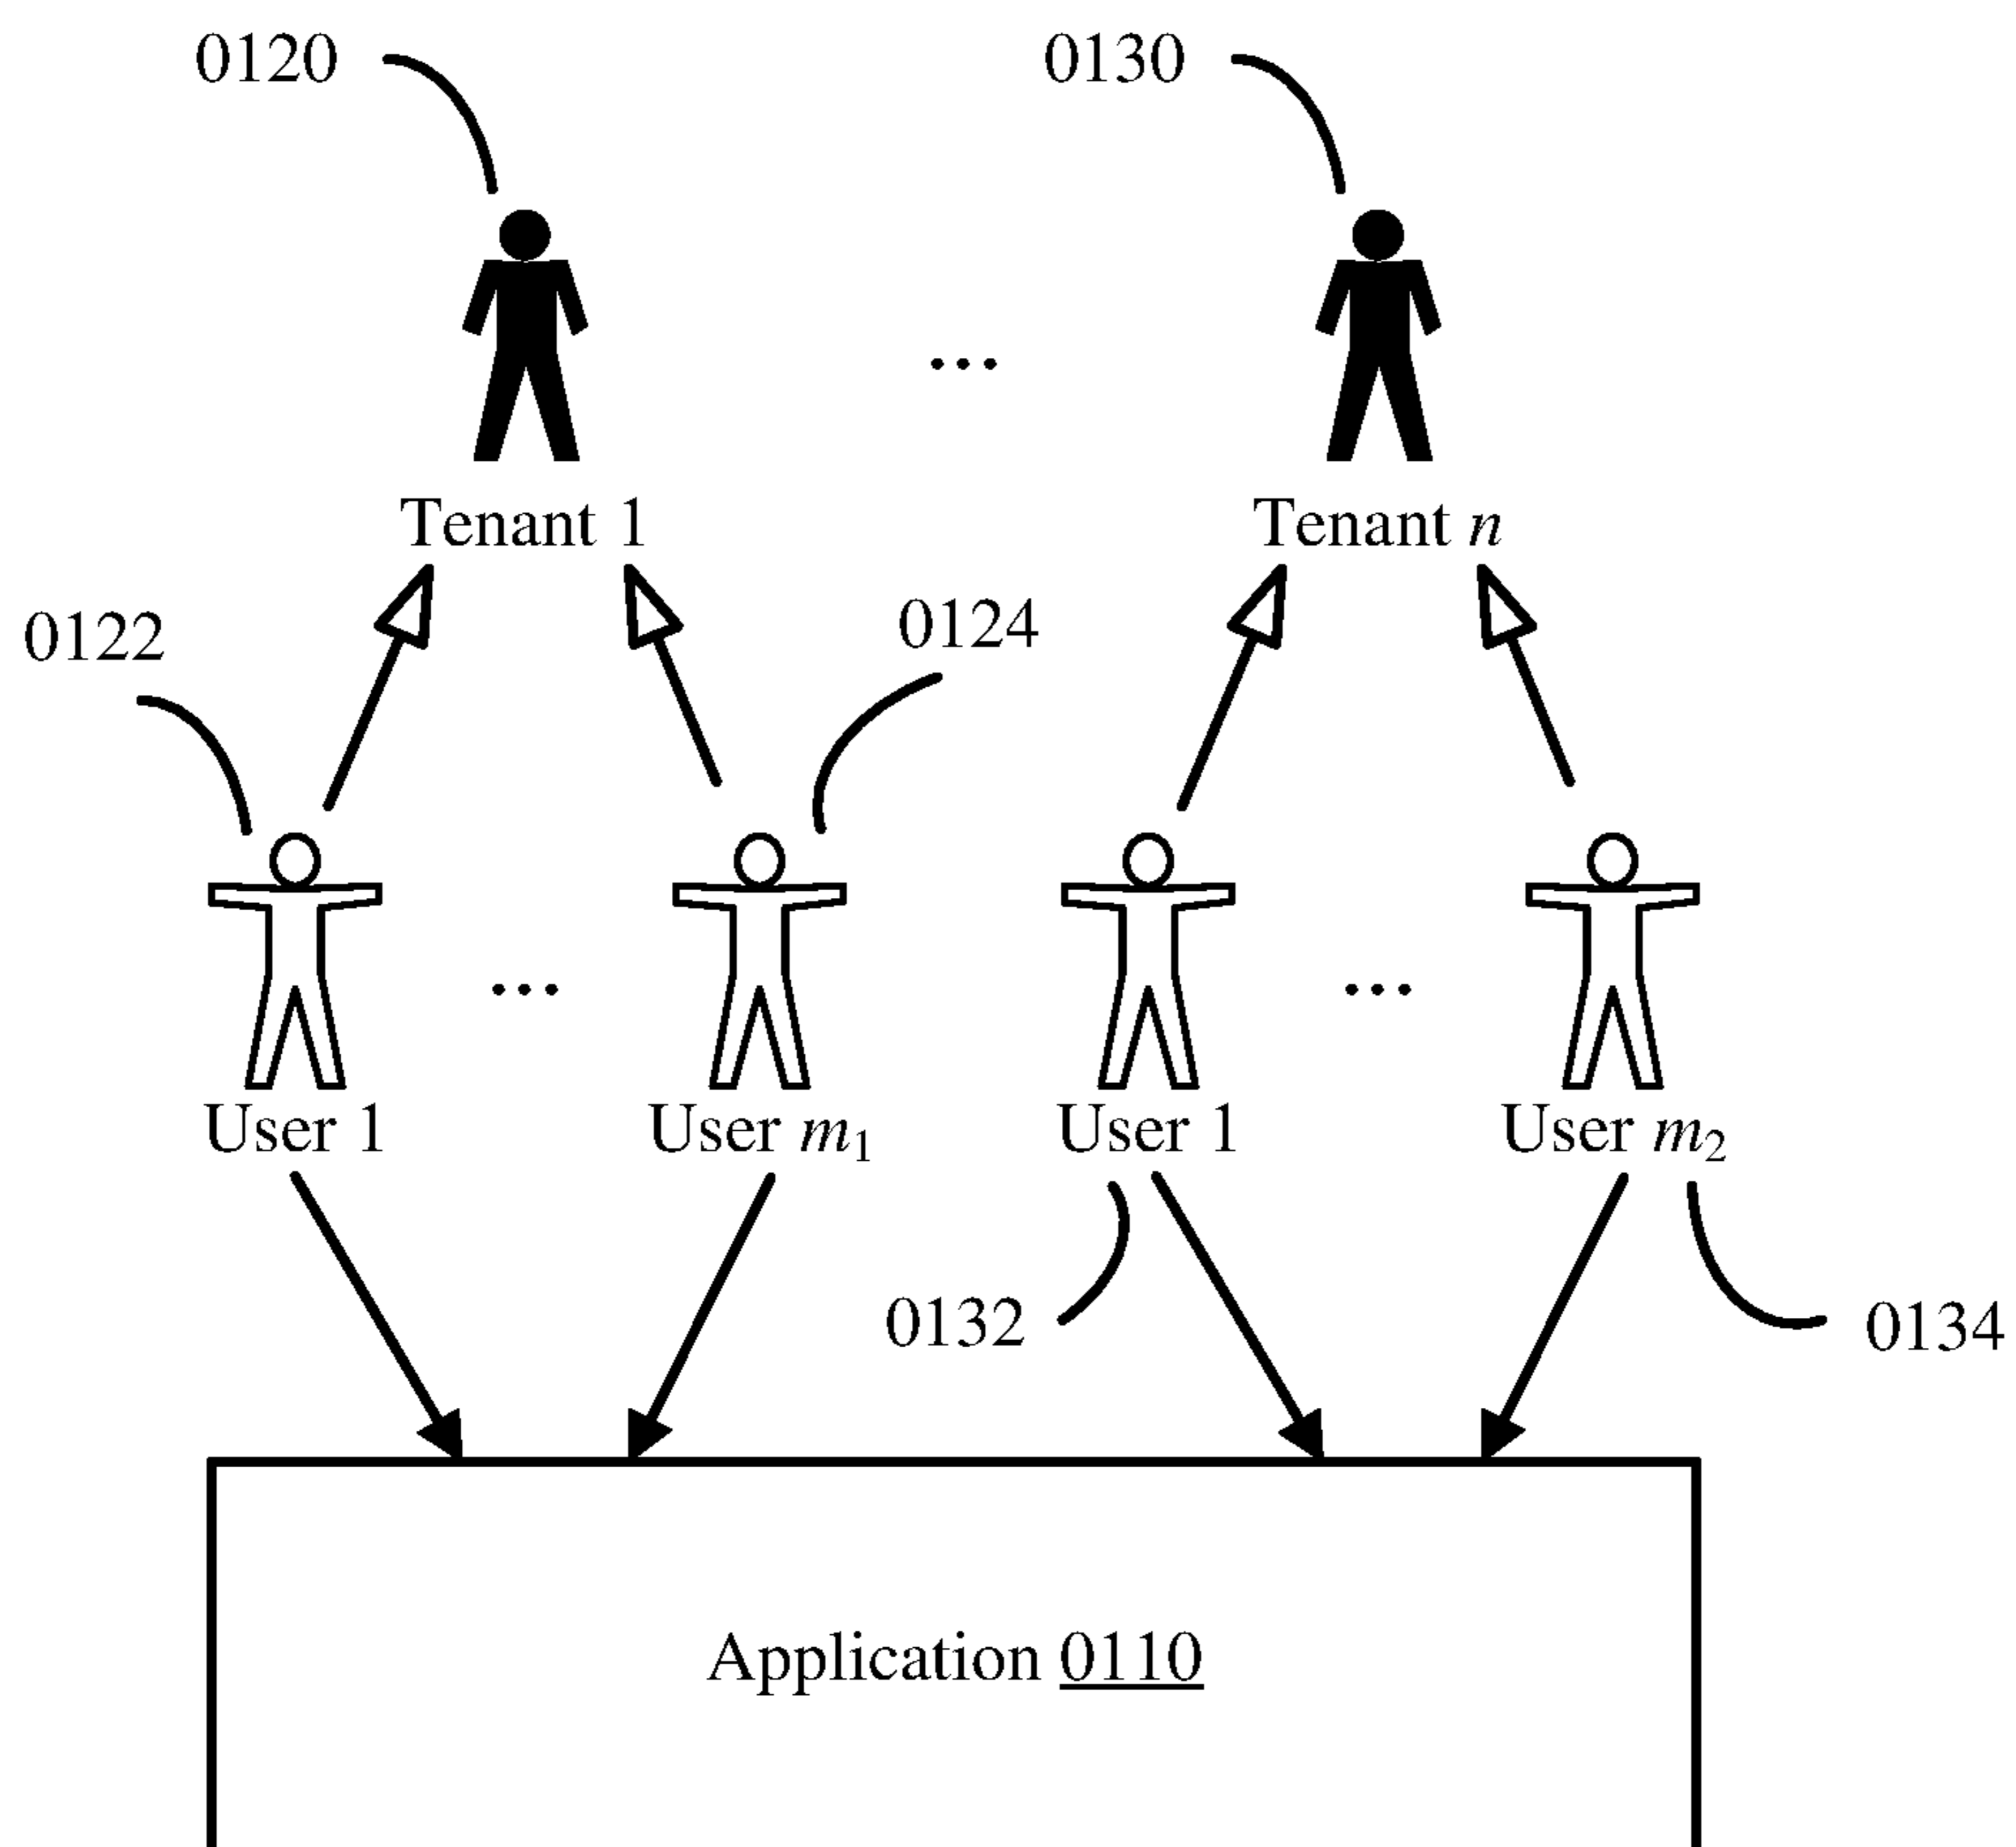 0120
0130
...
Tenant 1
Tenant n
0122
0124
...
...
User 1
User m₁
User 1
User m₂
0132
0134
Application 0110